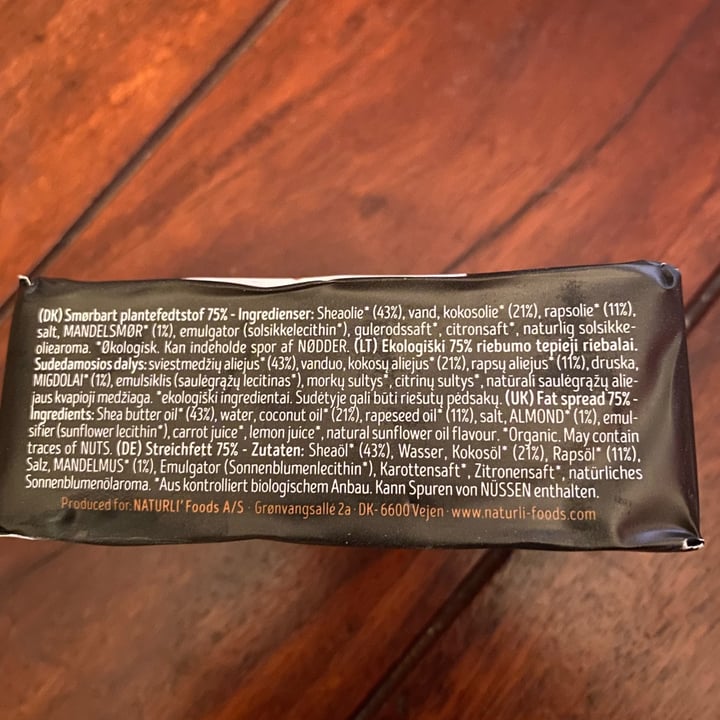 (DK) Smørbart plantefedtstof 75% - Ingredienser: Sheaolie* (43%), vand, kokosolie* (21%), rapsolie* (11%),
salt, MANDELSMØR* (1%), emulgator (solsikkelecithin*), gulerodssaft*, citronsaft*, naturlig solsikke-
oliearoma. *Økologisk. Kan indeholde spor af NØDDER. (LT) Ekologiški 75% riebumo tepieji riebalai.
Sudedamosios dalys: sviestmedžių aliejus* (43%), vanduo, kokosų aliejus* (21%), rapsų aliejus* (11%), druska,
MIGDOLAI* (1%), emulsiklis (saulėgrąžų lecitinas*), morkų sultys*, citrinų sultys*, natūrali saulėgrąžų alie-
jaus kvapioji medžiaga. *ekologiški ingredientai. Sudėtyje gali būti riešutų pėdsakų. (UK) Fat spread 75% -
Ingredients: Shea butter oil* (43%), water, coconut oil* (21%), rapeseed oil* (11%), salt, ALMOND* (1%), emul-
sifier (sunflower lecithin*), carrot juice*, lemon juice*, natural sunflower oil flavour. *Organic. May contain
traces of NUTS. (DE) Streichfett 75% - Zutaten: Sheaöl* (43%), Wasser, Kokosöl* (21%), Rapsöl* (11%),
Salz, MANDELMUS* (1%), Emulgator (Sonnenblumenlecithin*), Karottensaft*, Zitronensaft*, natürliches
Sonnenblumenölaroma. *Aus kontrolliert biologischem Anbau. Kann Spuren von NÜSSEN enthalten.
Produced for: NATURLI' Foods A/S · Grønvangsallé 2a · DK- 6600 Vejen · www.naturli-foods.com